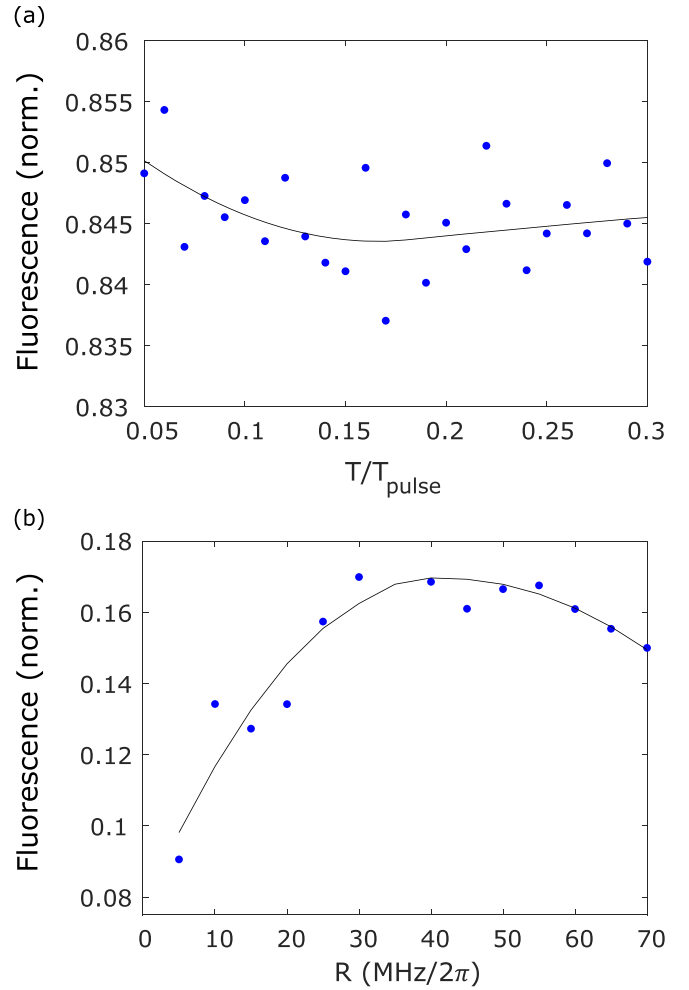 (a)
0.86
0.855
0.85
0.845
0.84
0.835
0.83
Fluorescence (norm.)
0.05 0.1 0.15 0.2 0.25 0.3
T/T_pulse
(b)
0.18
0.16
0.14
0.12
0.1
0.08
Fluorescence (norm.)
0 10 20 30 40 50 60 70
R (MHz/2π)